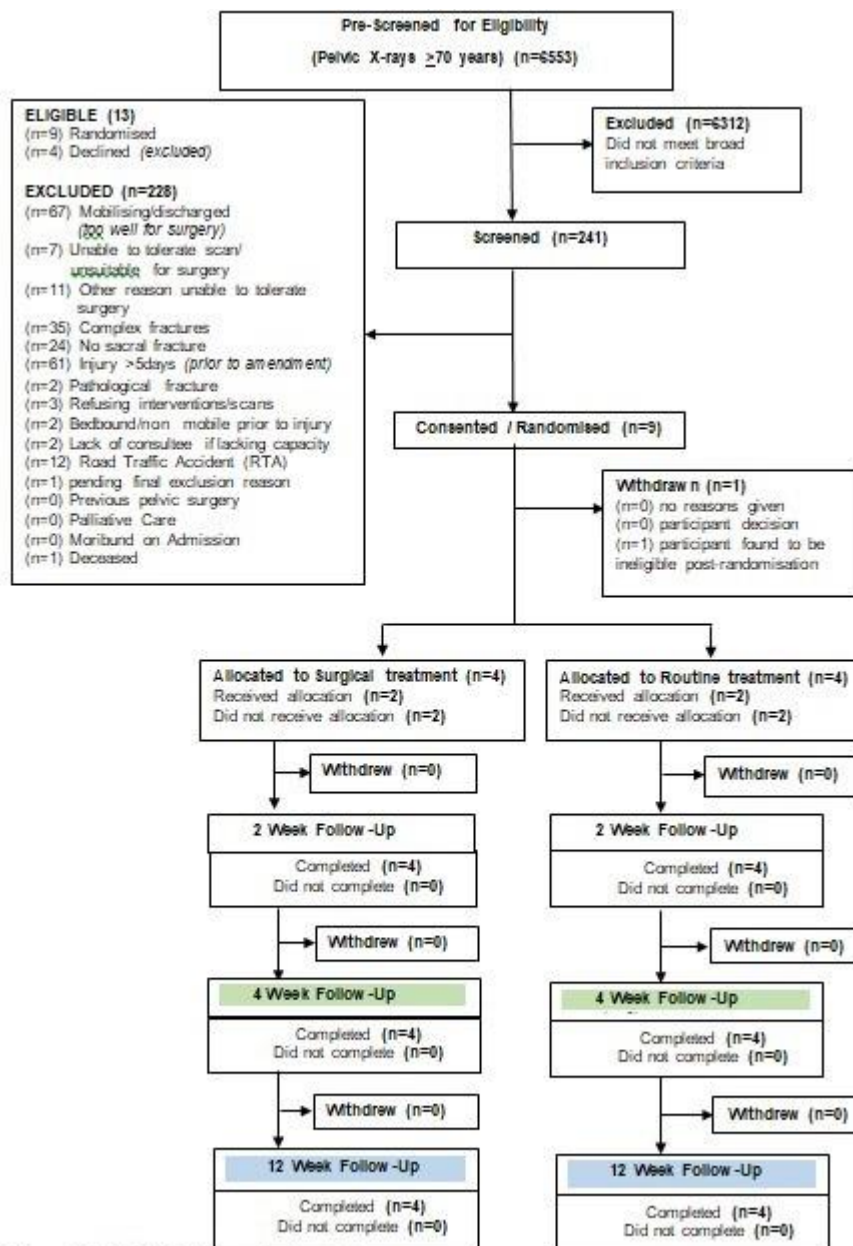 Pre-Screened for Eligibility
(Pelvic X-rays ≥70 years) (n=6553)
Excluded (n=6312)
Did not meet broad
inclusion criteria
Screened (n=241)
ELIGIBLE (13)
(n=9) Randomised
(n=4) Declined (excluded)
EXCLUDED (n=228)
(n=67) Mobilising/discharged
(too well for surgery)
(n=7) Unable to tolerate scan/
unsuitable for surgery
(n=11) Other reason unable to tolerate
surgery
(n=35) Complex fractures
(n=24) No sacral fracture
(n=61) Injury >5days (prior to amendment)
(n=2) Pathological fracture
(n=3) Refusing interventions/scans
(n=2) Bedbound/non mobile prior to injury
(n=2) Lack of consultee if lacking capacity
(n=12) Road Traffic Accident (RTA)
(n=1) pending final exclusion reason
(n=0) Previous pelvic surgery
(n=0) Palliative Care
(n=0) Moribund on Admission
(n=1) Deceased
Consented / Randomised (n=9)
Withdrawn (n=1)
(n=0) no reasons given
(n=0) participant decision
(n=1) participant found to be
ineligible post-randomisation
Allocated to Surgical treatment (n=4)
Received allocation (n=2)
Did not receive allocation (n=2)
Allocated to Routine treatment (n=4)
Received allocation (n=2)
Did not receive allocation (n=2)
Withdrew (n=0)
Withdrew (n=0)
2 Week Follow-Up
Completed (n=4)
Did not complete (n=0)
2 Week Follow-Up
Completed (n=4)
Did not complete (n=0)
Withdrew (n=0)
Withdrew (n=0)
4 Week Follow-Up
Completed (n=4)
Did not complete (n=0)
4 Week Follow-Up
Completed (n=4)
Did not complete (n=0)
Withdrew (n=0)
Withdrew (n=0)
12 Week Follow-Up
Completed (n=4)
Did not complete (n=0)
12 Week Follow-Up
Completed (n=4)
Did not complete (n=0)